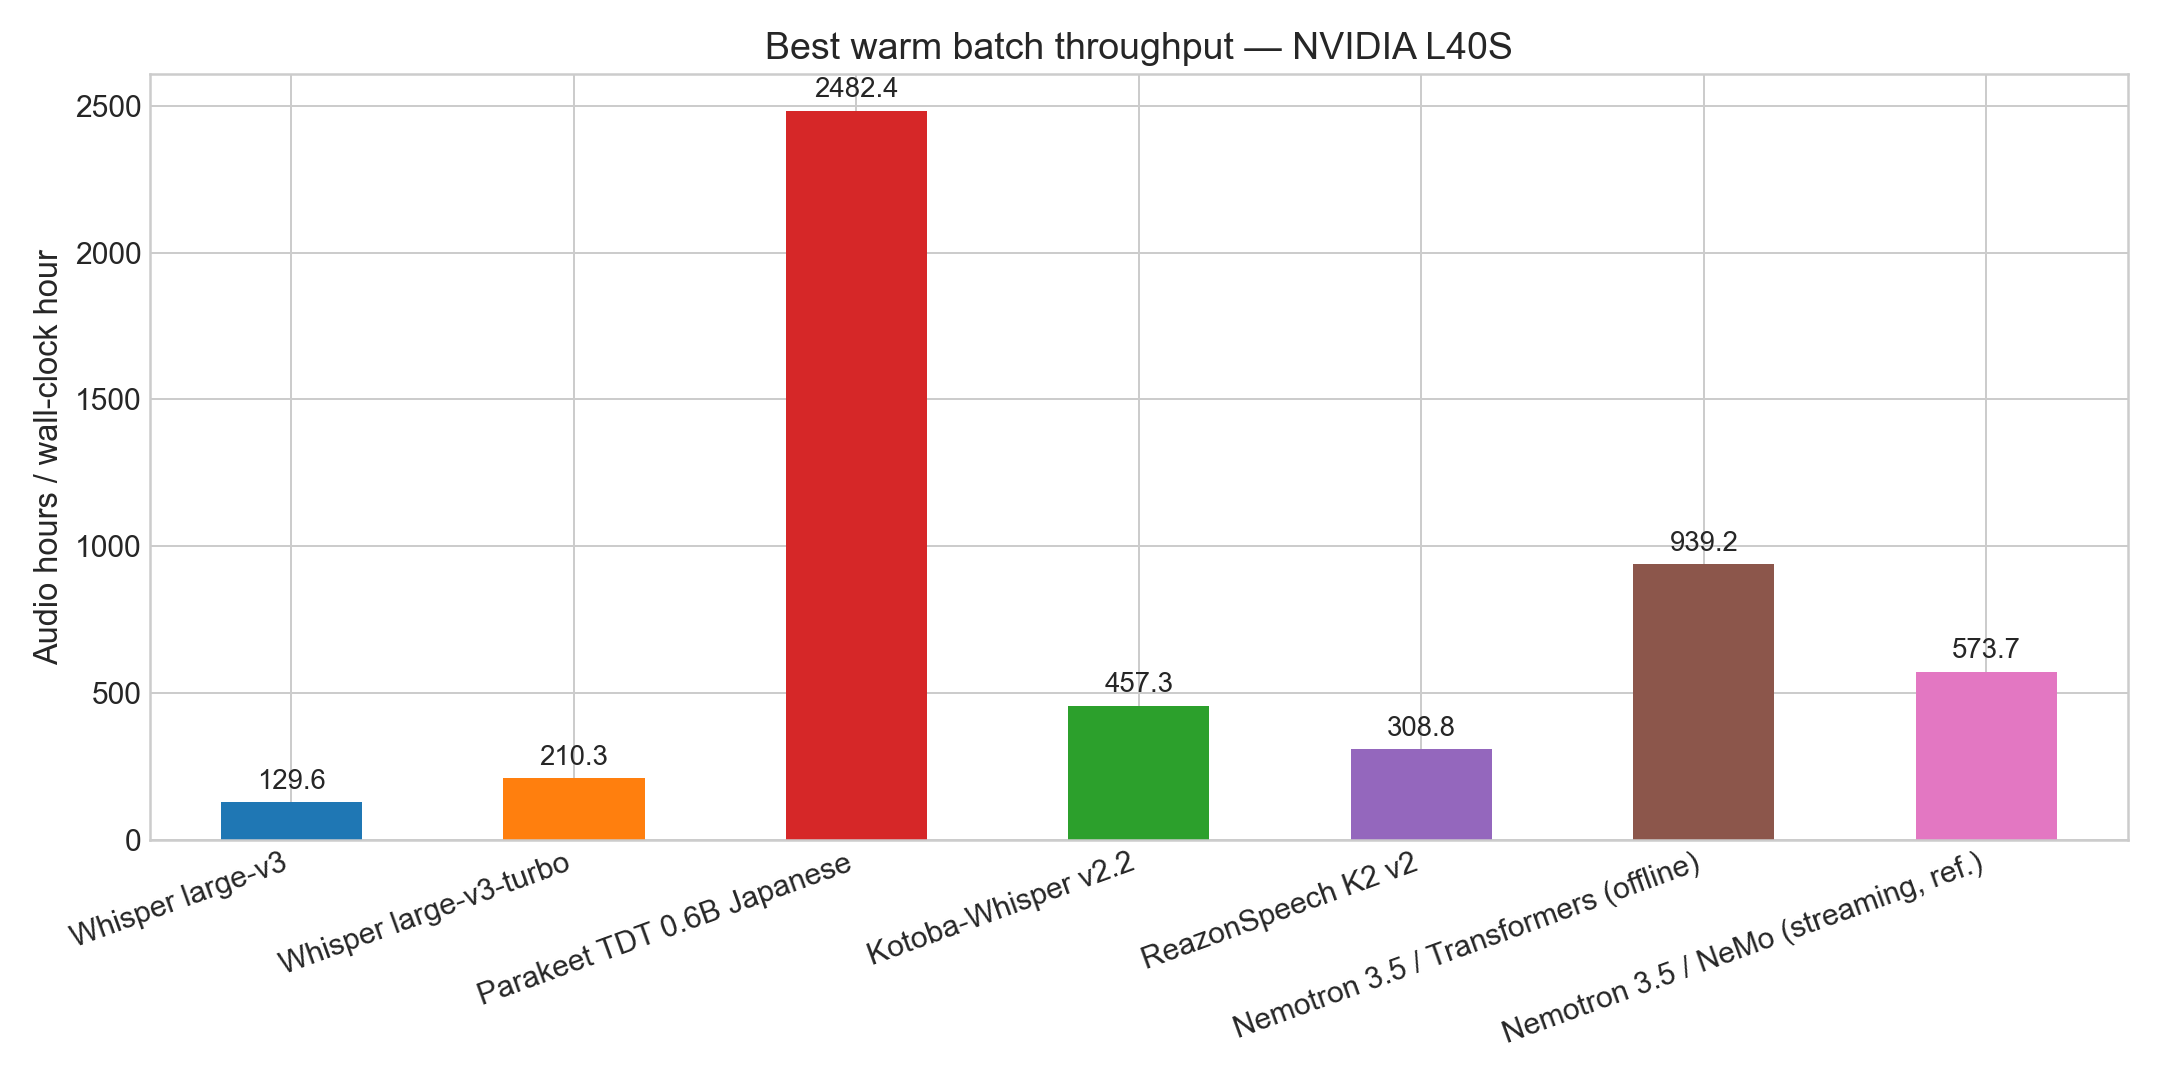 Best warm batch throughput — NVIDIA L40S
Audio hours / wall-clock hour
2500
2000
1500
1000
500
0
129.6
210.3
2482.4
457.3
308.8
939.2
573.7
Whisper large-v3
Whisper large-v3-turbo
Parakeet TDT 0.6B Japanese
Kotoba-Whisper v2.2
ReazonSpeech K2 v2
Nemotron 3.5 / Transformers (offline)
Nemotron 3.5 / NeMo (streaming, ref.)